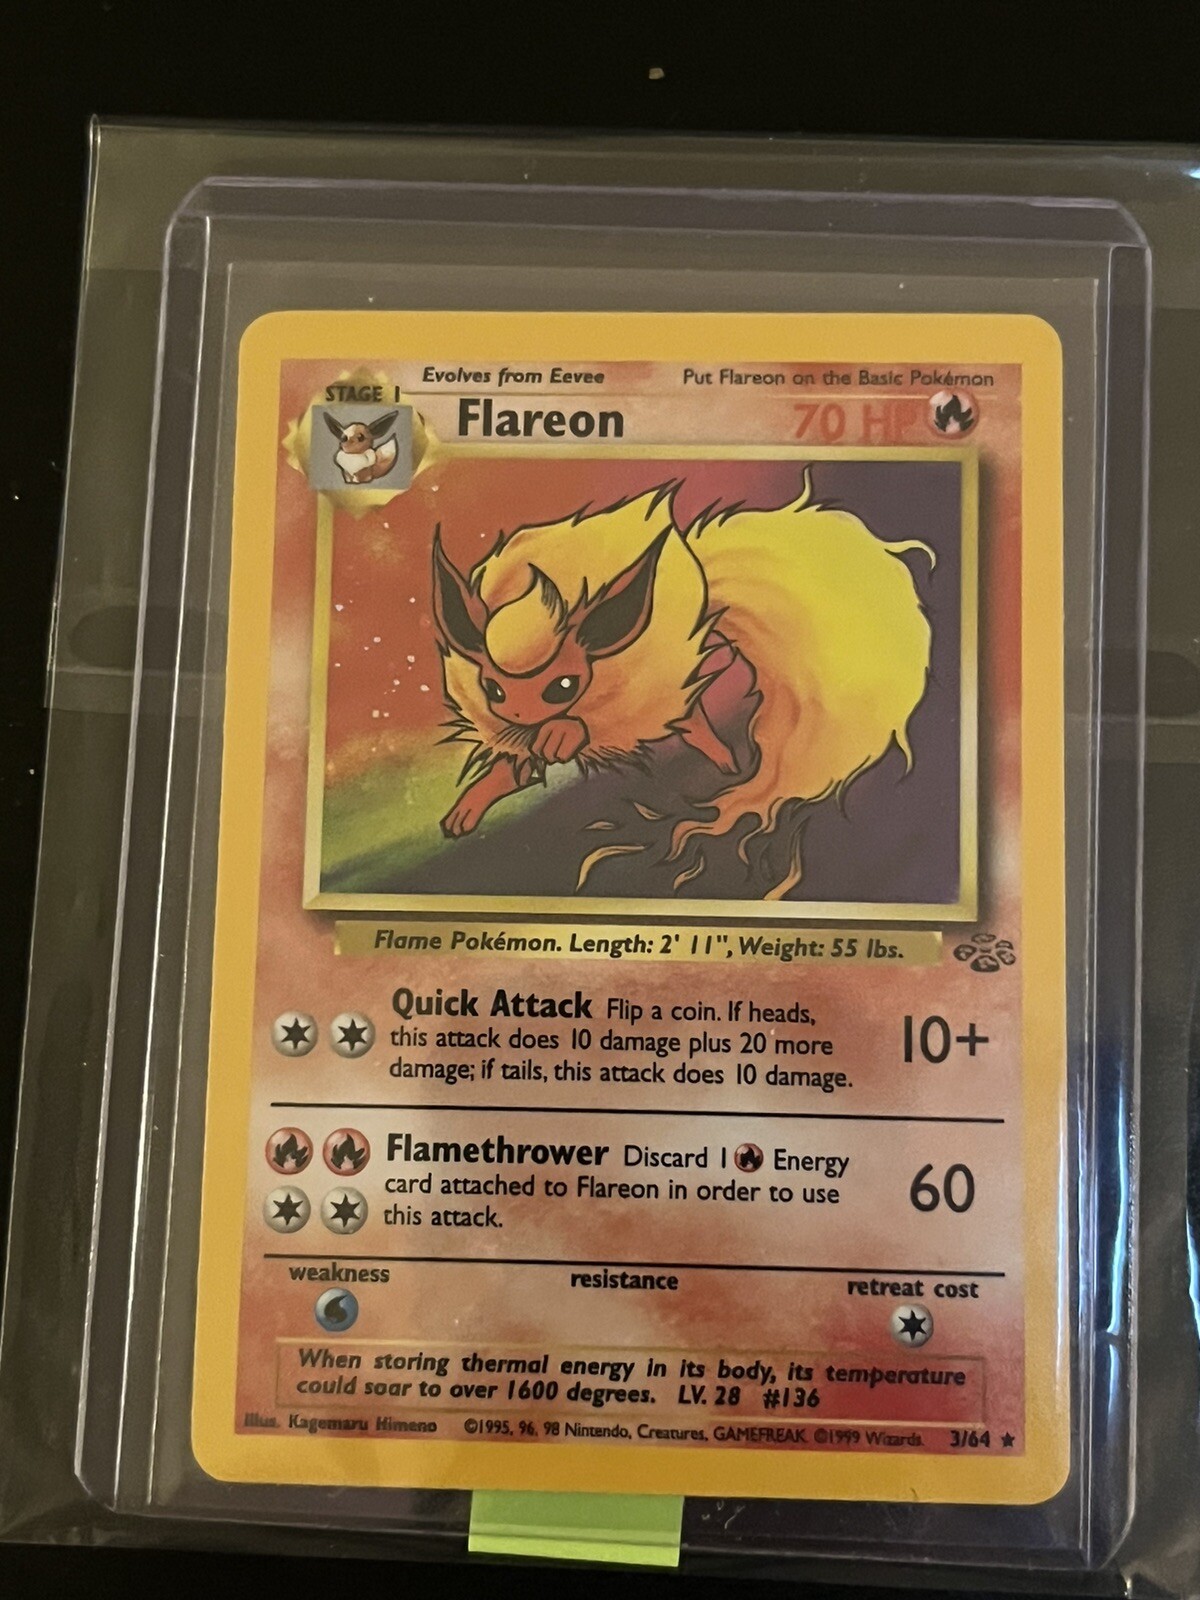 Evolves from Eevee Put Flareon on the Basic Pokémon
STAGE 1
Flareon 70 HP
Flame Pokémon. Length: 2' 11", Weight: 55 lbs.
Quick Attack Flip a coin. If heads,
this attack does 10 damage plus 20 more
damage; if tails, this attack does 10 damage.
10+
Flamethrower Discard 1 Energy
card attached to Flareon in order to use
this attack.
60
weakness resistance retreat cost
When storing thermal energy in its body, its temperature
could soar to over 1600 degrees. LV. 28 #136
Illus. Kagemaru Himeno ©1995, 96, 98 Nintendo, Creatures, GAMEFREAK ©1999 Wizards. 3/64 ★